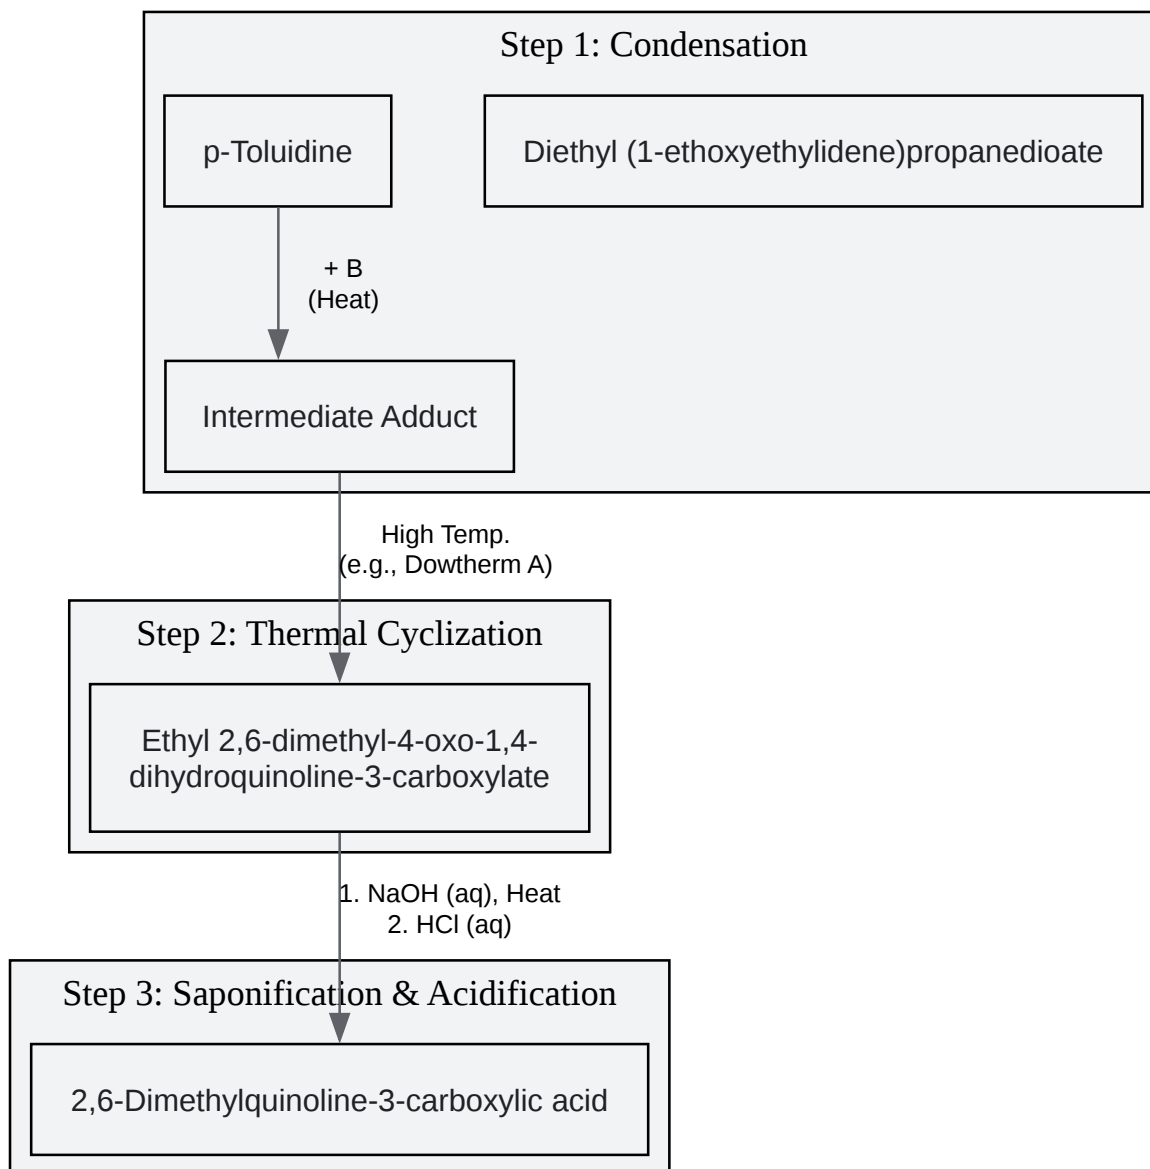 Step 1: Condensation
p-Toluidine
Diethyl (1-ethoxyethylidene)propanedioate
+ B
(Heat)
Intermediate Adduct
High Temp.
(e.g., Dowtherm A)
Step 2: Thermal Cyclization
Ethyl 2,6-dimethyl-4-oxo-1,4-
dihydroquinoline-3-carboxylate
1. NaOH (aq), Heat
2. HCl (aq)
Step 3: Saponification & Acidification
2,6-Dimethylquinoline-3-carboxylic acid